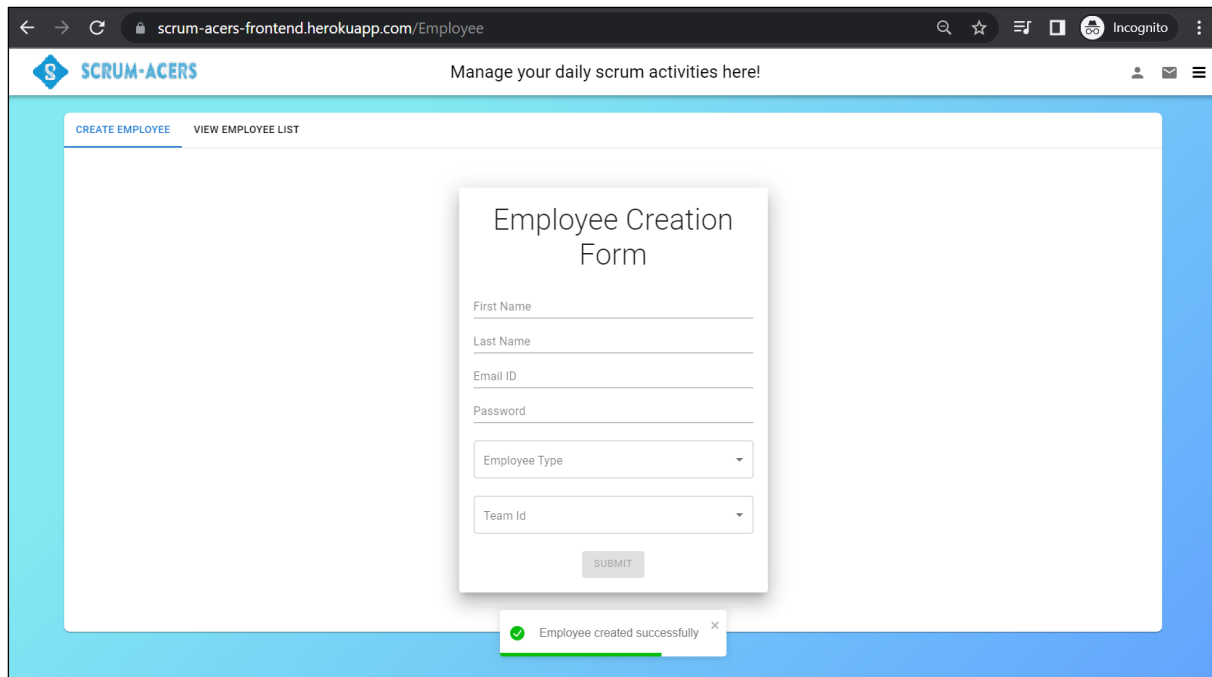 scrum-acers-frontend.herokuapp.com/Employee
Incognito
S SCRUM-ACERS
Manage your daily scrum activities here!
CREATE EMPLOYEE VIEW EMPLOYEE LIST
Employee Creation
Form
First Name
Last Name
Email ID
Password
Employee Type
Team Id
SUBMIT
Employee created successfully